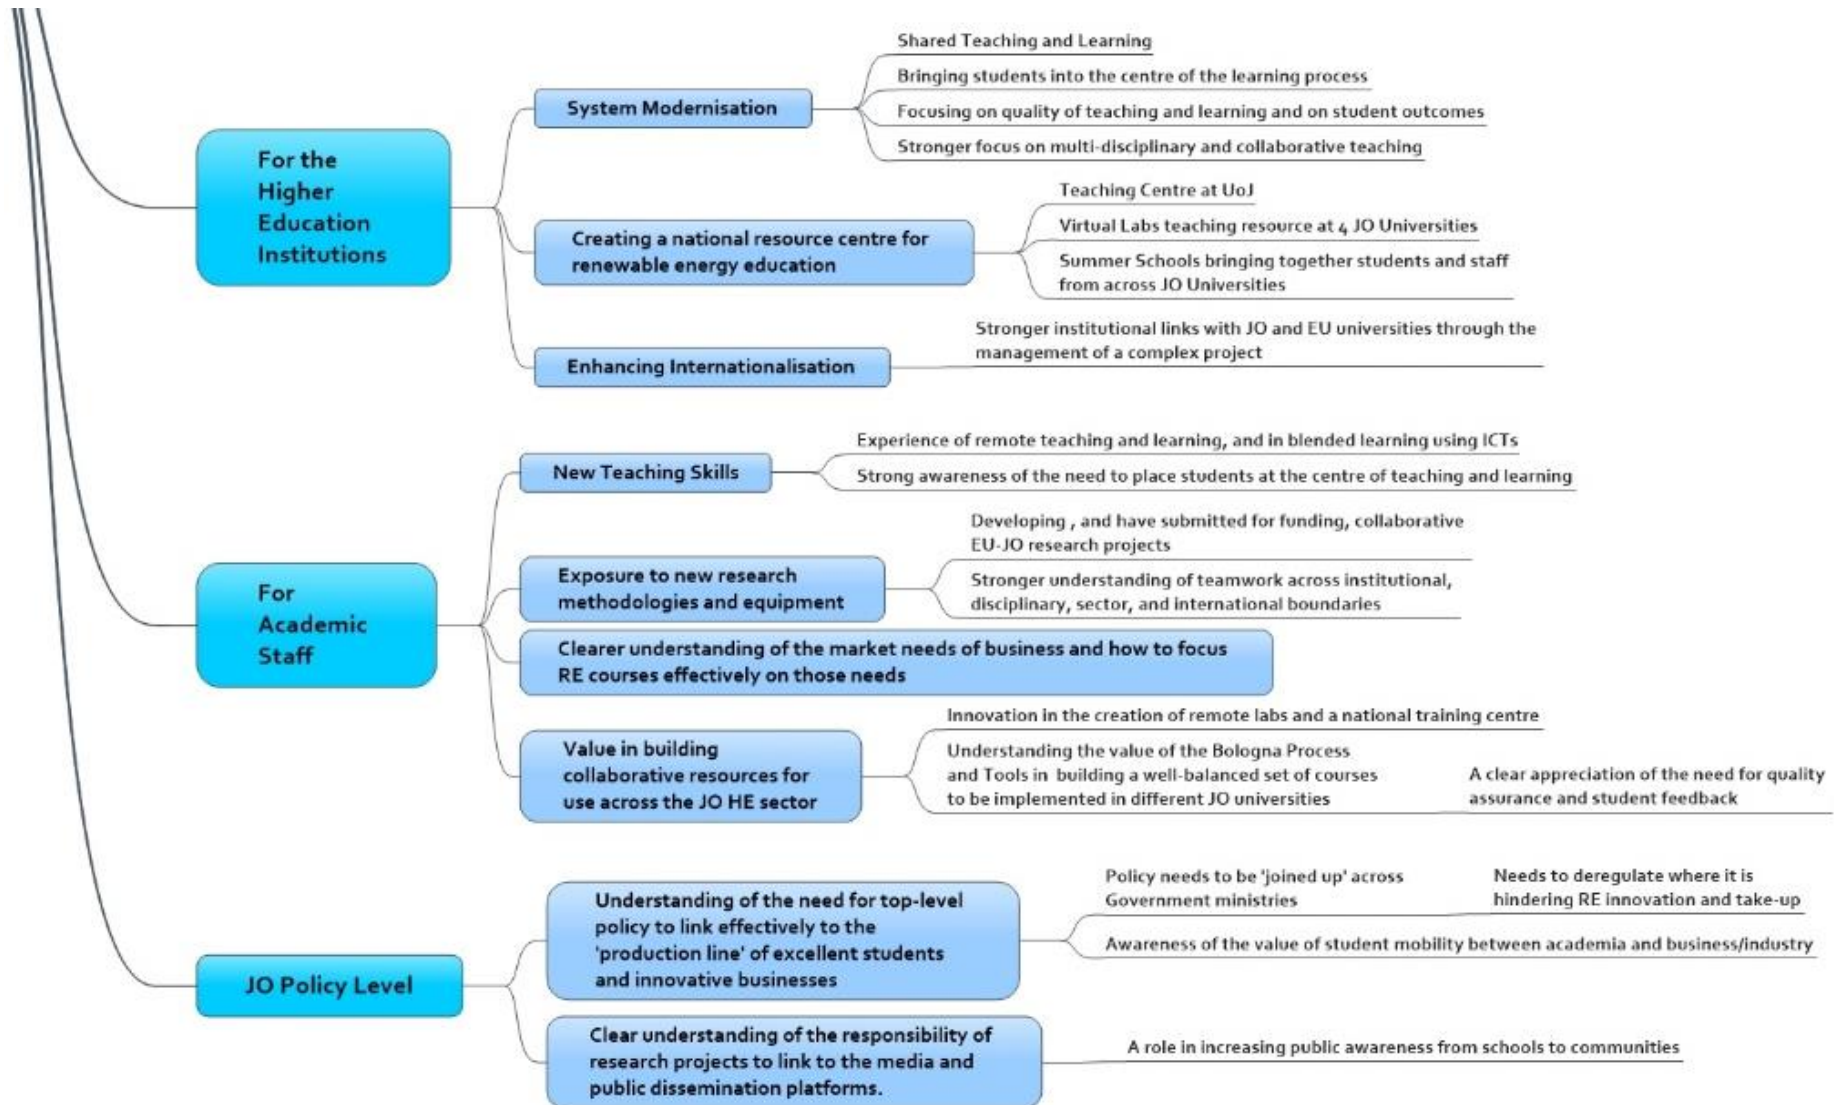 For the
Higher
Education
Institutions
System Modernisation
Shared Teaching and Learning
Bringing students into the centre of the learning process
Focusing on quality of teaching and learning and on student outcomes
Stronger focus on multi-disciplinary and collaborative teaching
Creating a national resource centre for
renewable energy education
Teaching Centre at UoJ
Virtual Labs teaching resource at 4 JO Universities
Summer Schools bringing together students and staff
from across JO Universities
Enhancing Internationalisation
Stronger institutional links with JO and EU universities through the
management of a complex project
For
Academic
Staff
New Teaching Skills
Experience of remote teaching and learning, and in blended learning using ICTs
Strong awareness of the need to place students at the centre of teaching and learning
Exposure to new research
methodologies and equipment
Developing , and have submitted for funding, collaborative
EU-JO research projects
Stronger understanding of teamwork across institutional,
disciplinary, sector, and international boundaries
Clearer understanding of the market needs of business and how to focus
RE courses effectively on those needs
Value in building
collaborative resources for
use across the JO HE sector
Innovation in the creation of remote labs and a national training centre
Understanding the value of the Bologna Process
and Tools in building a well-balanced set of courses
to be implemented in different JO universities
A clear appreciation of the need for quality
assurance and student feedback
JO Policy Level
Understanding of the need for top-level
policy to link effectively to the
'production line' of excellent students
and innovative businesses
Policy needs to be 'joined up' across
Government ministries
Needs to deregulate where it is
hindering RE innovation and take-up
Awareness of the value of student mobility between academia and business/industry
Clear understanding of the responsibility of
research projects to link to the media and
public dissemination platforms.
A role in increasing public awareness from schools to communities